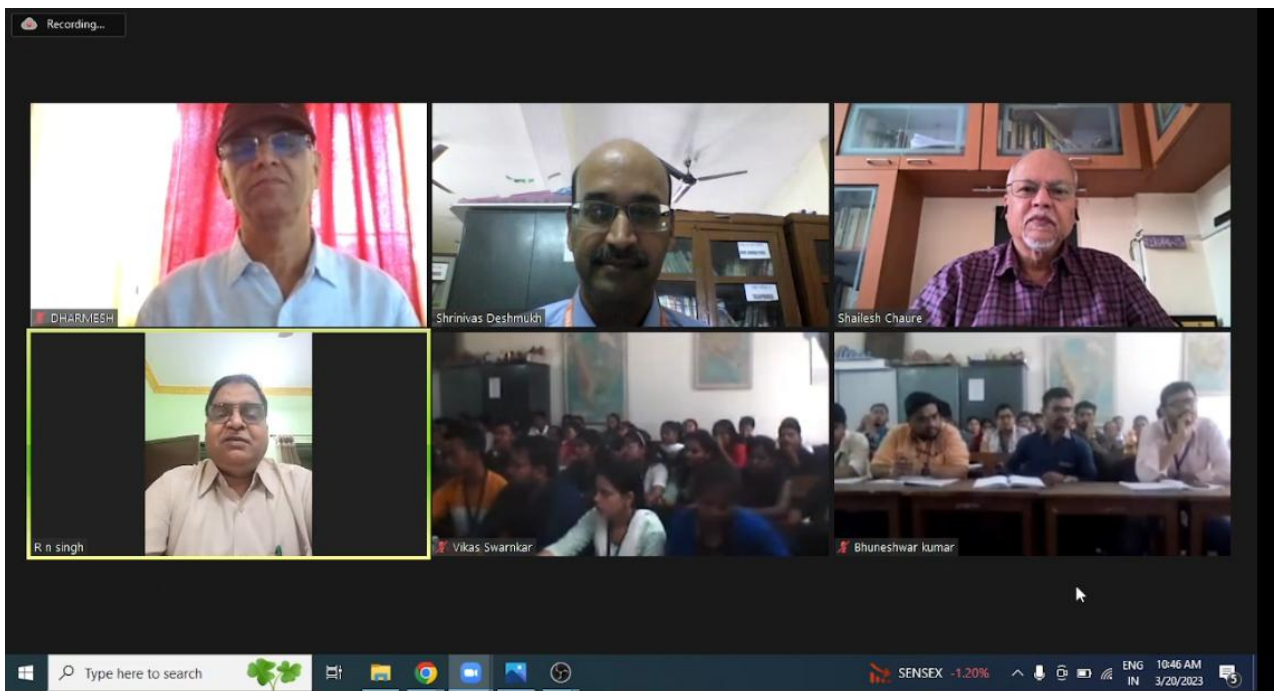 Recording...
DHARMESH
Shrinivas Deshmukh
Shailesh Chaure
R n singh
Vikas Swarnkar
Bhuneshwar kumar
Type here to search
SENSEX -1.20%
ENG
IN
10:46 AM
3/20/2023
5